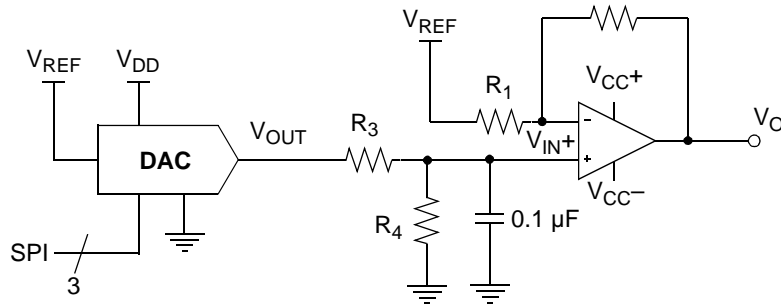 VREF
VDD
DAC
VOUT
SPI
3
R3
R4
0.1 µF
VREF
R1
VIN+
VCC+
VCC–
-
+
VO